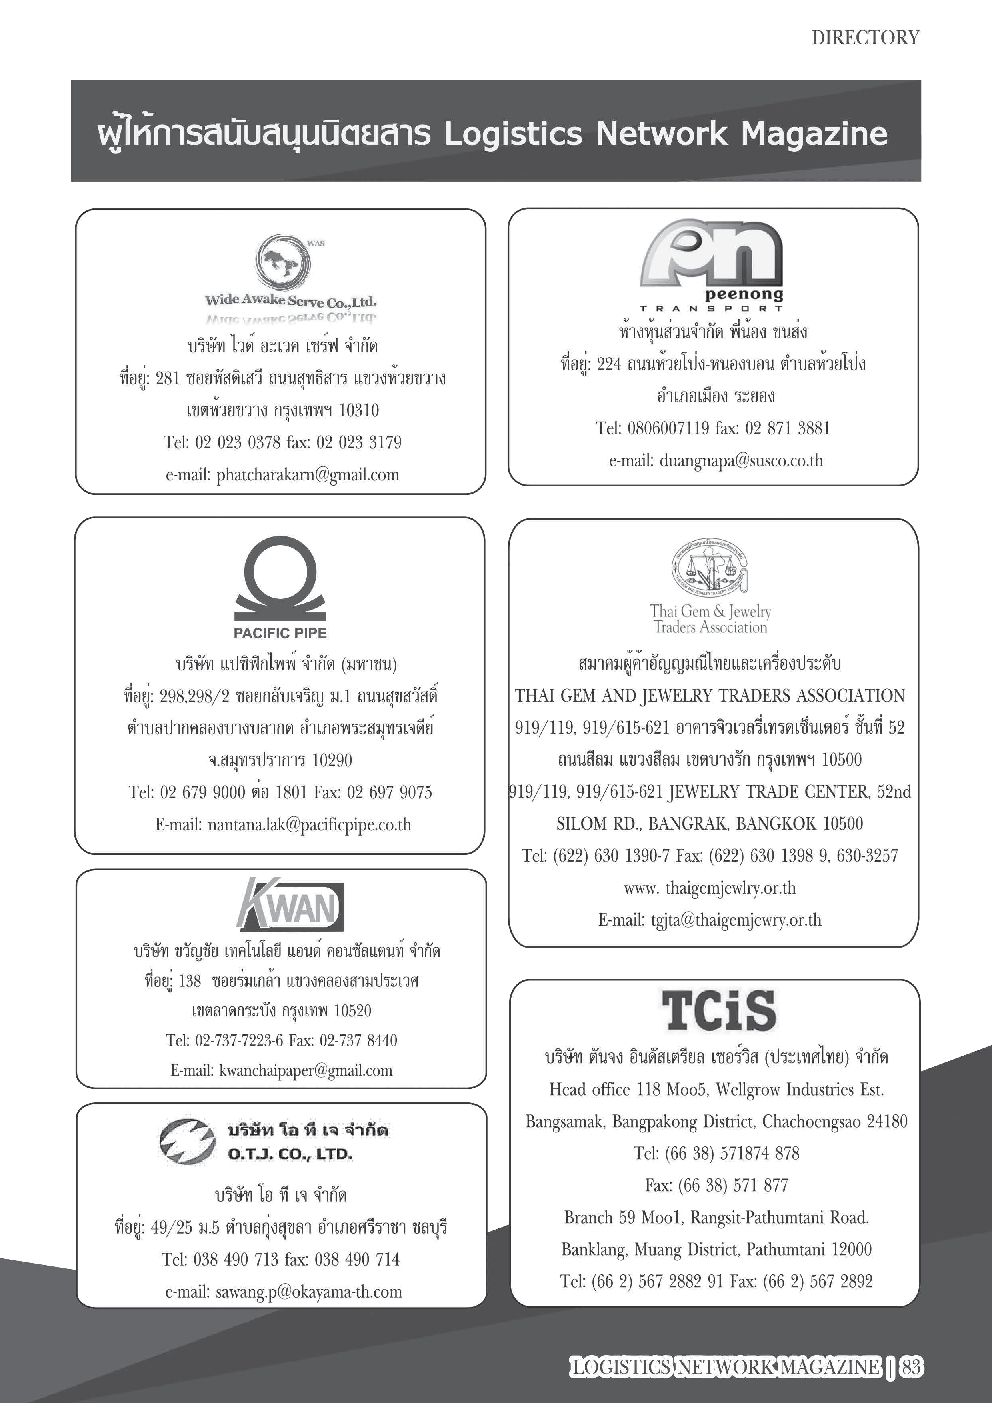 DIRECTORY
ผู้ให้การสนับสนุนนิตยสาร Logistics Network Magazine
WAS
Wide Awake Serve Co.,Ltd.
บริษัท ไวด์ อะเวค เซร์ฟ จำกัด
ที่อยู่: 281 ซอยหัสดิเสวี ถนนสุทธิสาร แขวงห้วยขวาง
เขตห้วยขวาง กรุงเทพฯ 10310
Tel: 02 023 0378 fax: 02 023 3179
e-mail: phatcharakarn@gmail.com
PACIFIC PIPE
บริษัท แปซิฟิกไพพ์ จำกัด (มหาชน)
ที่อยู่: 298,298/2 ซอยกลับเจริญ ม.1 ถนนสุขสวัสดิ์
ตำบลปากคลองบางปลากด อำเภอพระสมุทรเจดีย์
จ.สมุทรปราการ 10290
Tel: 02 679 9000 ต่อ 1801 Fax: 02 697 9075
E-mail: nantana.lak@pacificpipe.co.th
KWAN
บริษัท ขวัญชัย เทคโนโลยี แอนด์ คอนซัลแตนท์ จำกัด
ที่อยู่: 138 ซอยร่มเกล้า แขวงคลองสามประเวศ
เขตลาดกระบัง กรุงเทพ 10520
Tel: 02-737-7223-6 Fax: 02-737 8440
E-mail: kwanchaipaper@gmail.com
บริษัท โอ ที เจ จำกัด
O.T.J. CO., LTD.
บริษัท โอ ที เจ จำกัด
ที่อยู่: 49/25 ม.5 ตำบลทุ่งสุขลา อำเภอศรีราชา ชลบุรี
Tel: 038 490 713 fax: 038 490 714
e-mail: sawang.p@okayama-th.com
pn
peenong
TRANSPORT
ห้างหุ้นส่วนจำกัด พี่น้อง ขนส่ง
ที่อยู่: 224 ถนนห้วยโป่ง-หนองบอน ตำบลห้วยโป่ง
อำเภอเมือง ระยอง
Tel: 0806007119 fax: 02 871 3881
e-mail: duangnapa@susco.co.th
Thai Gem & Jewelry
Traders Association
สมาคมผู้ค้าอัญญมณีไทยและเครื่องประดับ
THAI GEM AND JEWELRY TRADERS ASSOCIATION
919/119, 919/615-621 อาคารจิวเวลรี่เทรดเซ็นเตอร์ ชั้นที่ 52
ถนนสีลม แขวงสีลม เขตบางรัก กรุงเทพฯ 10500
919/119, 919/615-621 JEWELRY TRADE CENTER, 52nd
SILOM RD., BANGRAK, BANGKOK 10500
Tel: (622) 630 1390-7 Fax: (622) 630 1398 9, 630-3257
www. thaigemjewlry.or.th
E-mail: tgjta@thaigemjewry.or.th
TCiS
บริษัท ตันจง อินดัสเตรียล เซอร์วิส (ประเทศไทย) จำกัด
Head office 118 Moo5, Wellgrow Industries Est.
Bangsamak, Bangpakong District, Chachoengsao 24180
Tel: (66 38) 571874 878
Fax: (66 38) 571 877
Branch 59 Moo1, Rangsit-Pathumtani Road.
Banklang, Muang District, Pathumtani 12000
Tel: (66 2) 567 2882 91 Fax: (66 2) 567 2892
LOGISTICS NETWORK MAGAZINE | 83